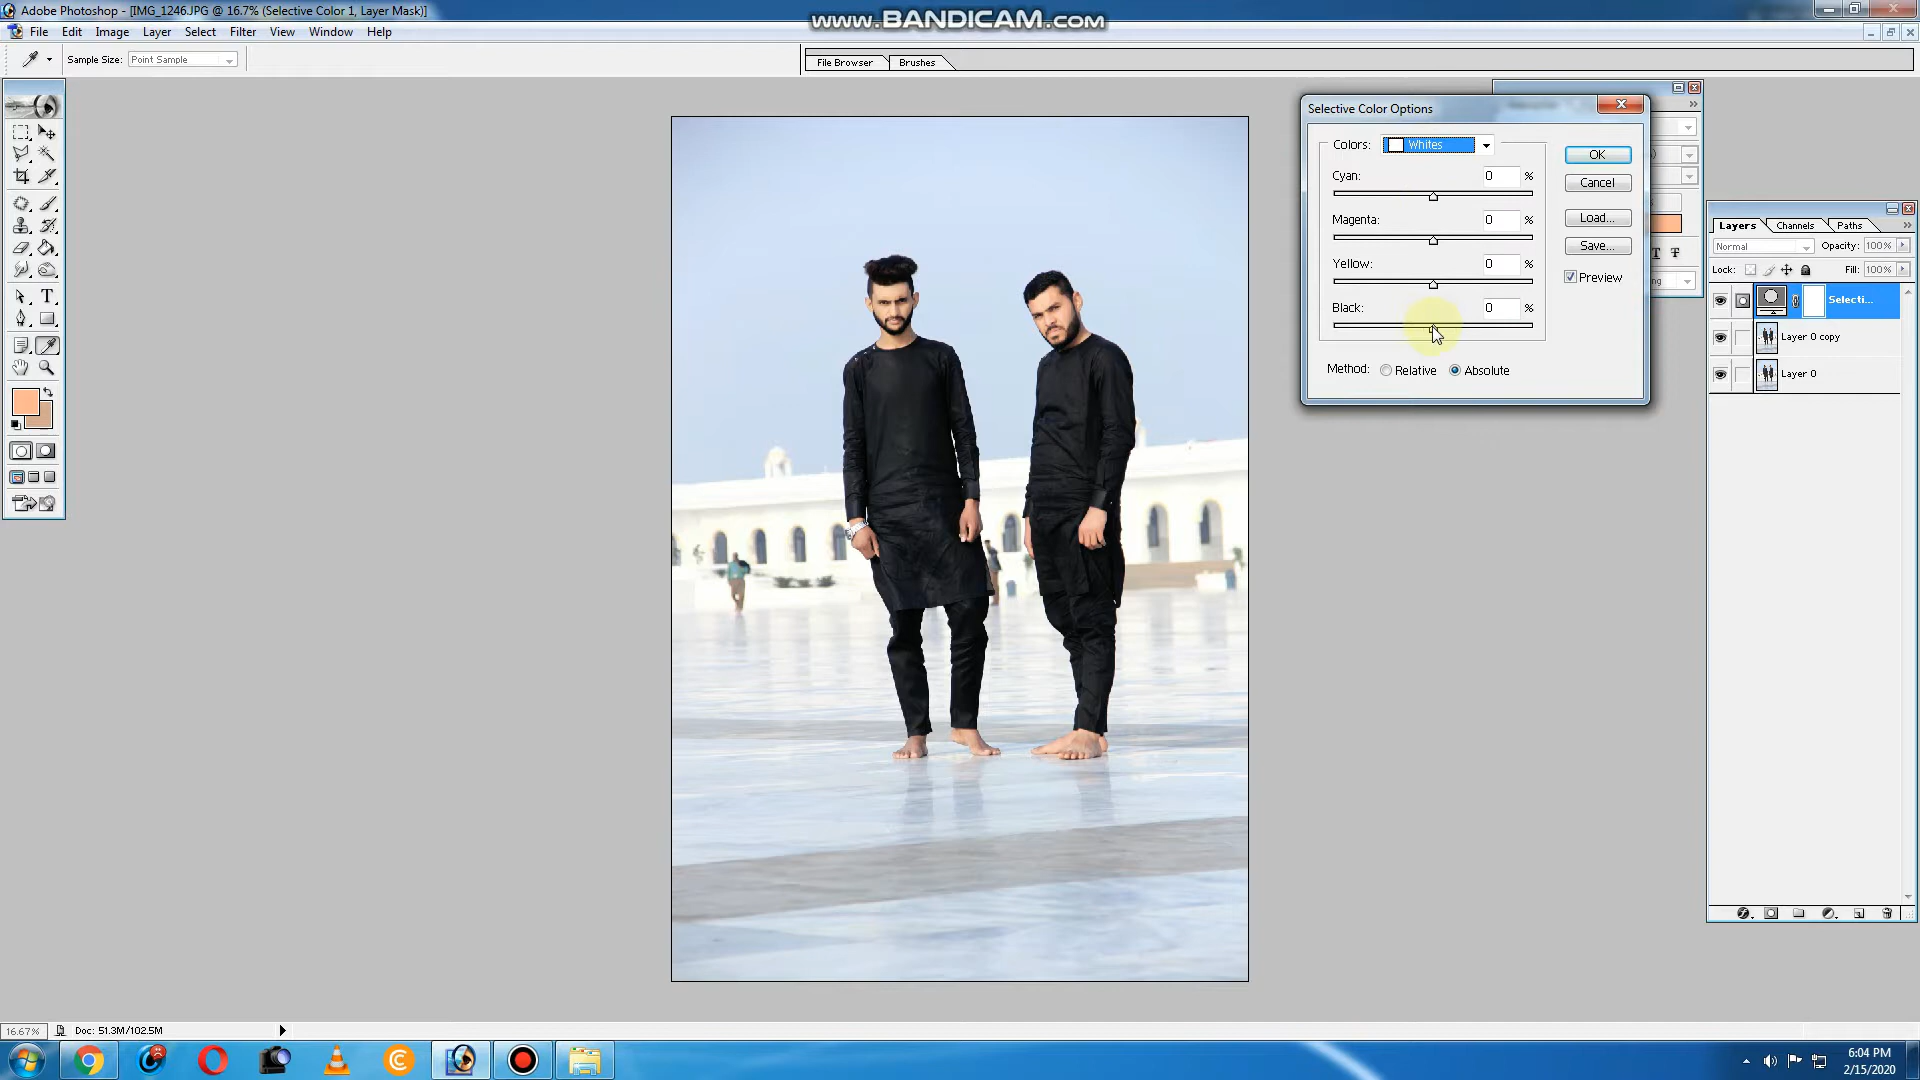 Adobe Photoshop - [IMG_1246.JPG @ 16.7% (Selective Color 1, Layer Mask)]
www.BANDICAM.com
File Edit Image Layer Select Filter View Window Help
Sample Size: Point Sample
File Browser Brushes
Selective Color Options
Colors: Whites
OK
Cyan: 0 %
Cancel
Magenta: 0 %
Load...
Save...
Yellow: 0 %
Preview
Black: 0 %
Method: Relative Absolute
Layers Channels Paths
Normal Opacity: 100%
Lock: Fill: 100%
Selecti...
Layer 0 copy
Layer 0
16.67% Doc: 51.3M/102.5M
6:04 PM
2/15/2020